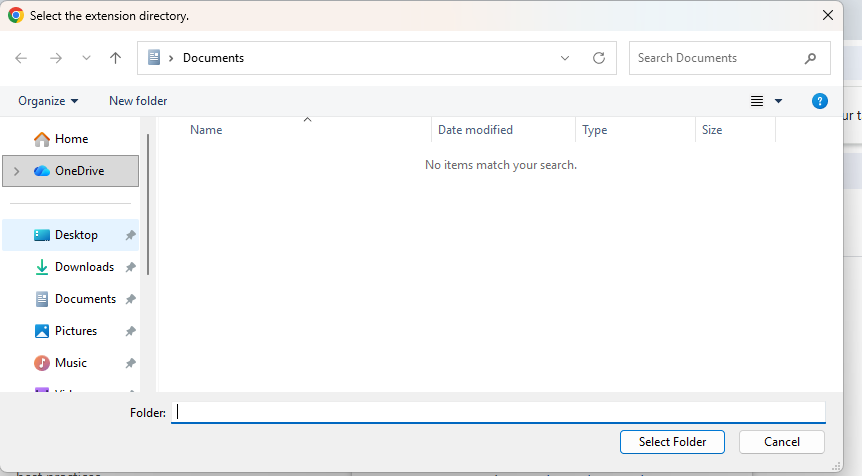 Select the extension directory.
Documents
Search Documents
Organize
New folder
?
ur t
Home
OneDrive
Desktop
Downloads
Documents
Pictures
Music
Name
Date modified
Type
Size
No items match your search.
Folder:
Select Folder
Cancel